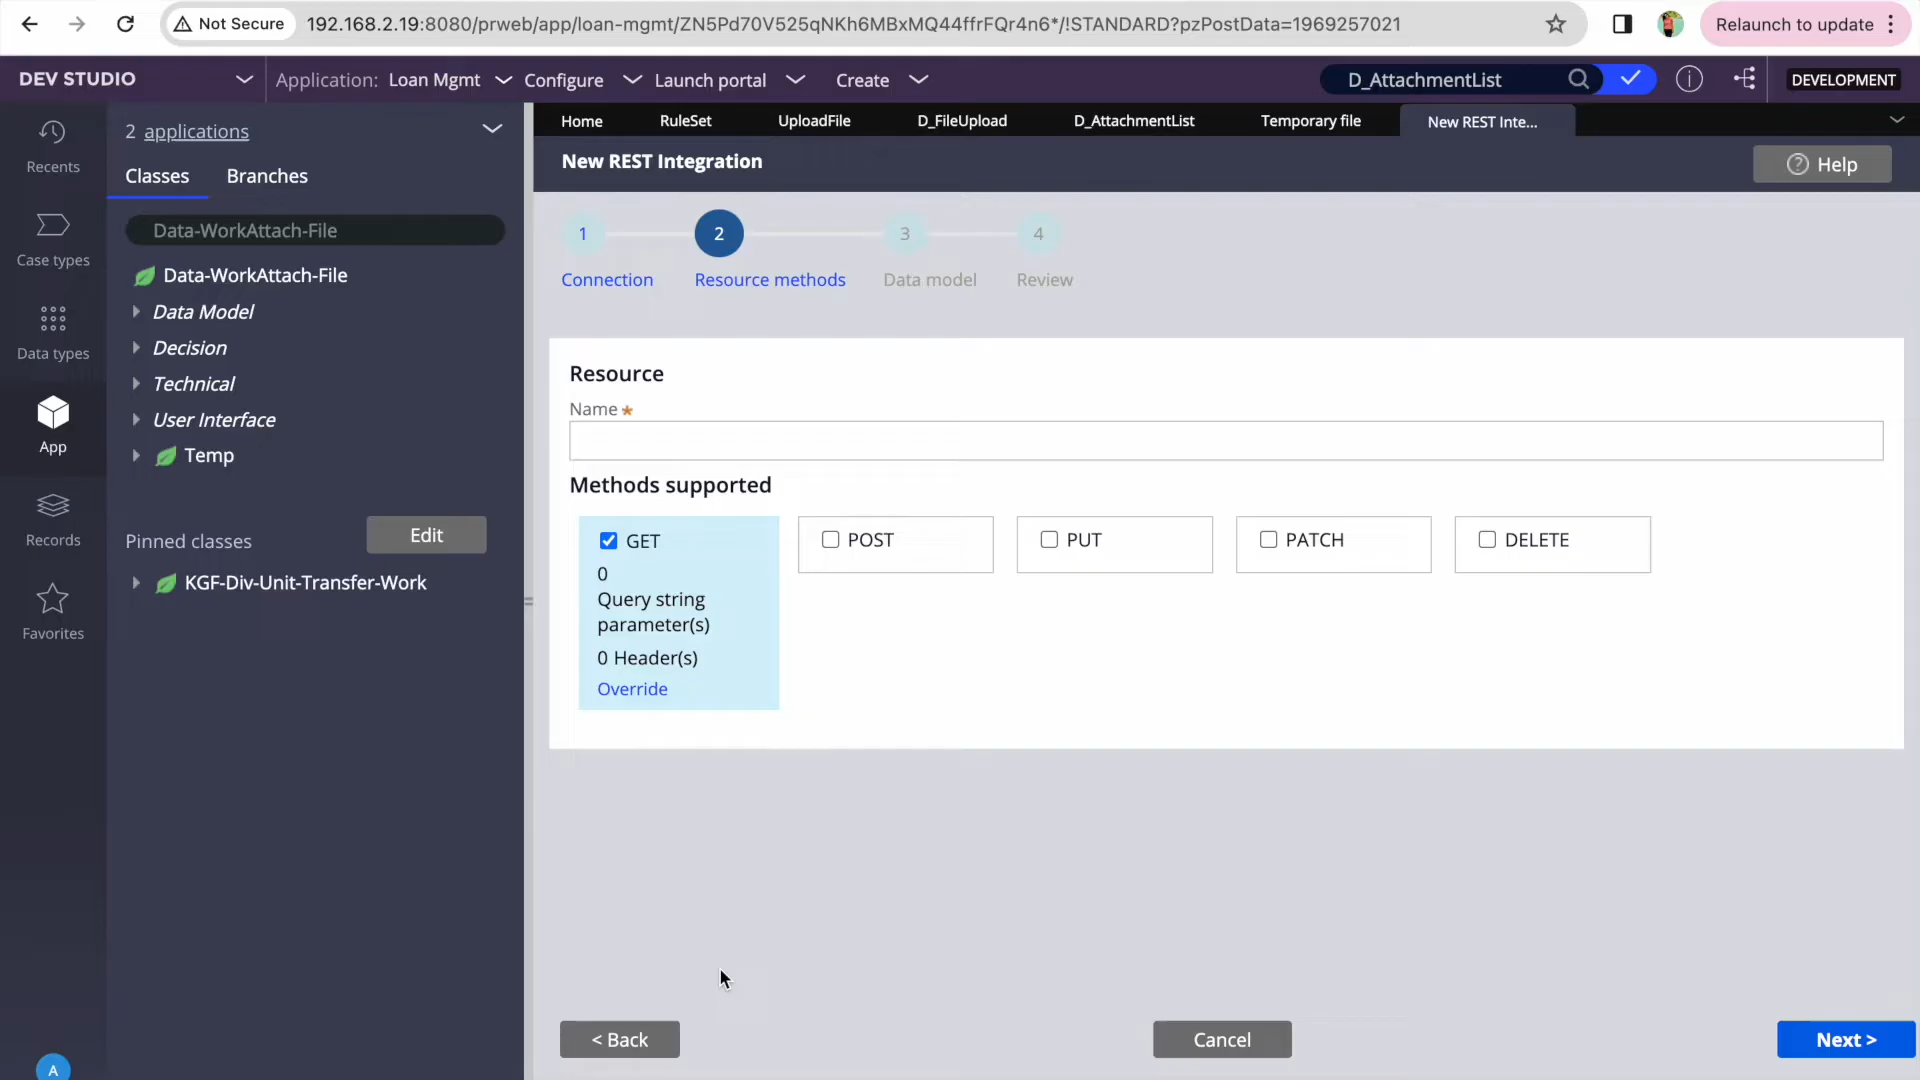 Not Secure
192.168.2.19:8080/prweb/app/loan-mgmt/ZN5Pd70V525qNKh6MBxMQ44ffrFQr4n6*/!STANDARD?pzPostData=1969257021
Relaunch to update
DEV STUDIO
Application: Loan Mgmt
Configure
Launch portal
Create
D_AttachmentList
DEVELOPMENT
Recents
Case types
Data types
App
Records
Favorites
A
2 applications
Classes
Branches
Data-WorkAttach-File
Data-WorkAttach-File
Data Model
Decision
Technical
User Interface
Temp
Pinned classes
Edit
KGF-Div-Unit-Transfer-Work
Home
RuleSet
UploadFile
D_FileUpload
D_AttachmentList
Temporary file
New REST Inte...
New REST Integration
? Help
1
2
3
4
Connection
Resource methods
Data model
Review
Resource
Name *
Methods supported
GET
POST
PUT
PATCH
DELETE
0
Query string
parameter(s)
0 Header(s)
Override
< Back
Cancel
Next >